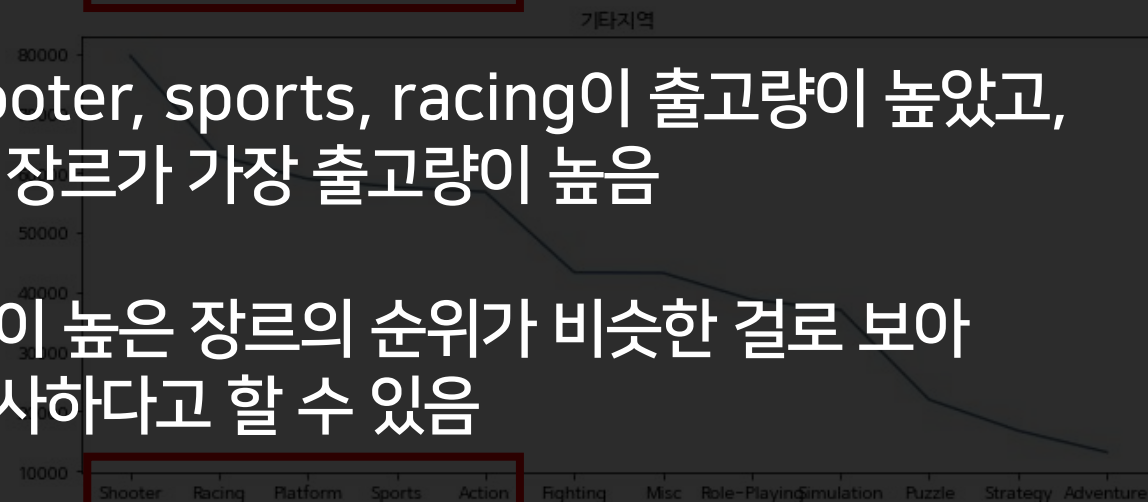 기타지역
80000
ooter, sports, racing이 출고량이 높았고,
장르가 가장 출고량이 높음
50000
40000
이 높은 장르의 순위가 비슷한 걸로 보아
30000
사하다고 할 수 있음
10000
Shooter Racing Platform Sports Action Fighting Misc Role-Playing Simulation Puzzle Strategy Adventure